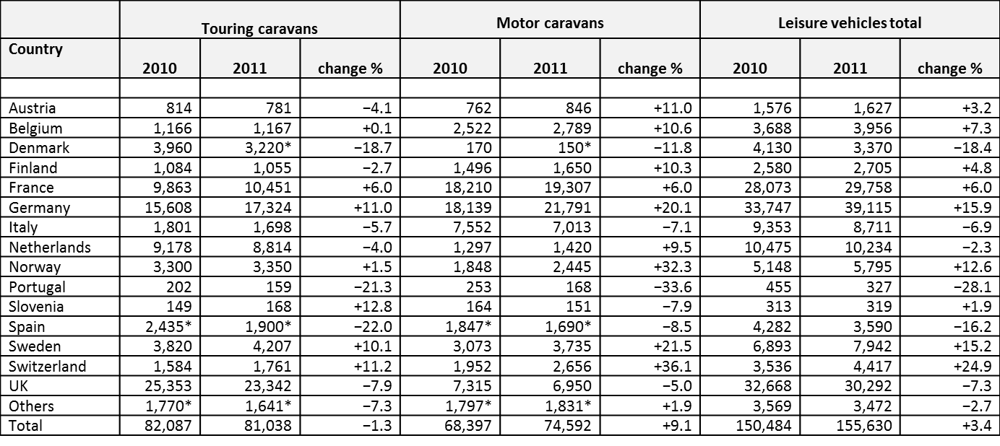 Touring caravans Motor caravans Leisure vehicles total
Country 2010 2011 change % 2010 2011 change % 2010 2011 change %
Austria 814 781 −4.1 762 846 +11.0 1,576 1,627 +3.2
Belgium 1,166 1,167 +0.1 2,522 2,789 +10.6 3,688 3,956 +7.3
Denmark 3,960 3,220* −18.7 170 150* −11.8 4,130 3,370 −18.4
Finland 1,084 1,055 −2.7 1,496 1,650 +10.3 2,580 2,705 +4.8
France 9,863 10,451 +6.0 18,210 19,307 +6.0 28,073 29,758 +6.0
Germany 15,608 17,324 +11.0 18,139 21,791 +20.1 33,747 39,115 +15.9
Italy 1,801 1,698 −5.7 7,552 7,013 −7.1 9,353 8,711 −6.9
Netherlands 9,178 8,814 −4.0 1,297 1,420 +9.5 10,475 10,234 −2.3
Norway 3,300 3,350 +1.5 1,848 2,445 +32.3 5,148 5,795 +12.6
Portugal 202 159 −21.3 253 168 −33.6 455 327 −28.1
Slovenia 149 168 +12.8 164 151 −7.9 313 319 +1.9
Spain 2,435* 1,900* −22.0 1,847* 1,690* −8.5 4,282 3,590 −16.2
Sweden 3,820 4,207 +10.1 3,073 3,735 +21.5 6,893 7,942 +15.2
Switzerland 1,584 1,761 +11.2 1,952 2,656 +36.1 3,536 4,417 +24.9
UK 25,353 23,342 −7.9 7,315 6,950 −5.0 32,668 30,292 −7.3
Others 1,770* 1,641* −7.3 1,797* 1,831* +1.9 3,569 3,472 −2.7
Total 82,087 81,038 −1.3 68,397 74,592 +9.1 150,484 155,630 +3.4